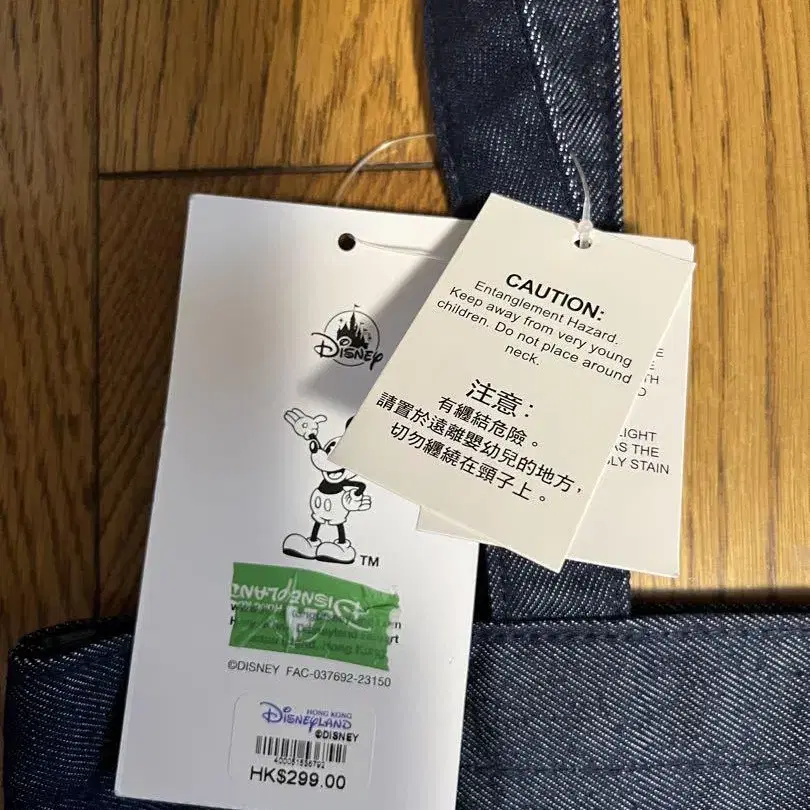 Disney
TM
DISNEYLAND
©DISNEY FAC-037692-23150
HONG KONG
DISNEYLAND
©DISNEY
HK$299.00
CAUTION:
Entanglement Hazard.
Keep away from very young
children. Do not place around
neck.
注意：
有纏結危險。
請置於遠離嬰幼兒的地方，
切勿纏繞在頸子上。
LIGHT
AS THE
STAIN